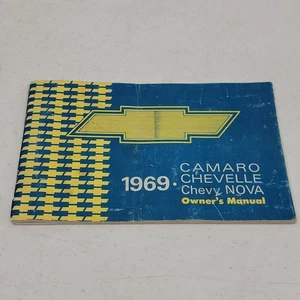 CAMARO
1969 • CHEVELLE
Chevy NOVA
Owner's Manual